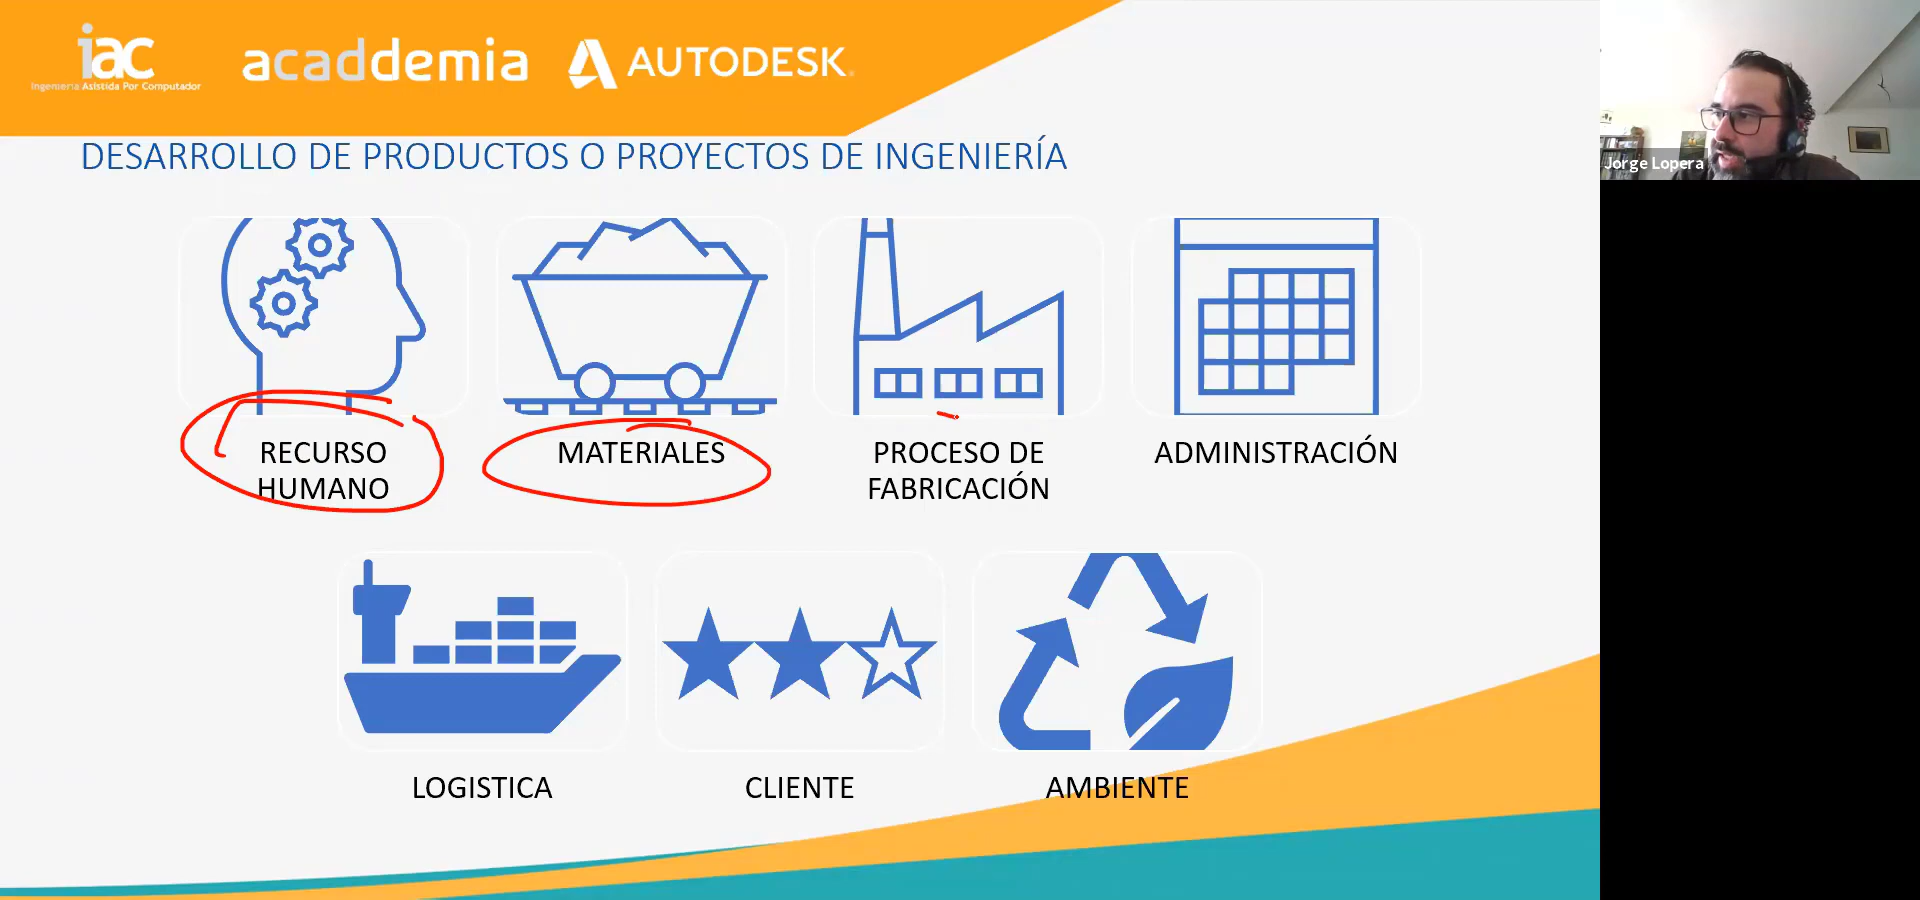 iac
Ingeniería Asistida Por Computador
acaddemia
AUTODESK
DESARROLLO DE PRODUCTOS O PROYECTOS DE INGENIERÍA
Jorge Lopera
RECURSO
HUMANO
MATERIALES
PROCESO DE
FABRICACIÓN
ADMINISTRACIÓN
LOGISTICA
CLIENTE
AMBIENTE